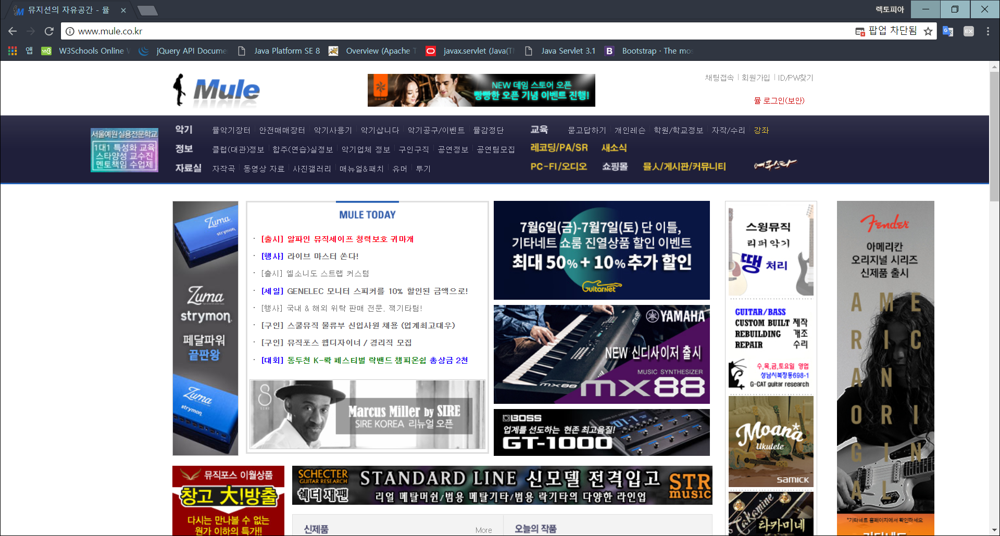 뮤지션의 자유공간 - 뮬
렉토피아
www.mule.co.kr
팝업 차단됨
앱
W3Schools Online
jQuery API Docume
Java Platform SE 8
Overview (Apache
javax.servlet (Java(T
Java Servlet 3.1
Bootstrap · The mos
Mule
DAME
NEW 데임 스토어 오픈
빵빵한 오픈 기념 이벤트 진행!
채팅접속 | 회원가입 | ID/PW찾기
뮬 로그인(보안)
서울예원실용전문학교
1대1 특성화 교육
스타양성 교수진
멘토책임 수업제
악기 뮬악기장터 안전매매장터 악기사용기 악기삽니다 악기공구/이벤트 뮬감정단
정보 클럽(대관)정보 합주(연습)실정보 악기업체 정보 구인구직 공연정보 공연팀모집
자료실 자작곡 동영상 자료 사진갤러리 매뉴얼&패치 유머 투기
교육 묻고답하기 개인레슨 학원/학교정보 자작/수리 강좌
레코딩/PA/SR 새소식
PC-FI/오디오 쇼핑몰 뮬人/게시판/커뮤니티
Zuma
strymon
Zuma
strymon.
페달파워
끝판왕
Zuma
strymon
MULE TODAY
· [출시] 알파인 뮤직세이프 청력보호 귀마개
· [행사] 라이브 마스터 쏜다!
· [출시] 엘소니도 스트랩 커스텀
· [세일] GENELEC 모니터 스피커를 10% 할인된 금액으로!
· [행사] 국내 & 해외 위탁 판매 전문, 잭기타텀!
· [구인] 스쿨뮤직 물류부 신입사원 채용 (업계최고대우)
· [구인] 뮤직포스 웹디자이너 / 경리직 모집
· [대회] 동두천 K-롹 페스티벌 락밴드 챔피온쉽 총상금 2천
SIRE
Marcus Miller by SIRE
SIRE KOREA 리뉴얼 오픈
7월6일(금)-7월7일(토) 단 이틀,
기타네트 쇼룸 진열상품 할인 이벤트
최대 50% + 10% 추가 할인
GuitarNet
YAMAHA
NEW 신디사이저 출시
MUSIC SYNTHESIZER
mx88
mx88
BOSS
업계를 선도하는 현존 최고음질!
GT-1000
스윙뮤직
리퍼악기
땡 처리
GUITAR/BASS
CUSTOM BUILT 제작
REBUILDING 개조
REPAIR 수리
수,목,금,토요일 영업
성남시복정동698-1
G-CAT guitar research
Moana
Ukulele
SAMICK
Takamine
타카미네
Fender
아메리칸
오리지널 시리즈
신제품 출시
AME
RIC
AN
ORI
GIN
AL
*기타네트 홈페이지에서 확인하세요
기타네트
뮤직포스 이월상품
창고 大!방출
다시는 만나볼 수 없는
원가 이하의 특가!!
SCHECTER
GUITAR RESEARCH
쉑터 재팬
STANDARD LINE 신모델 전격입고
리얼 메탈머쉰/범용 메탈기타/범용 락기타의 다양한 라인업
STR
music
신제품
More
오늘의 작품